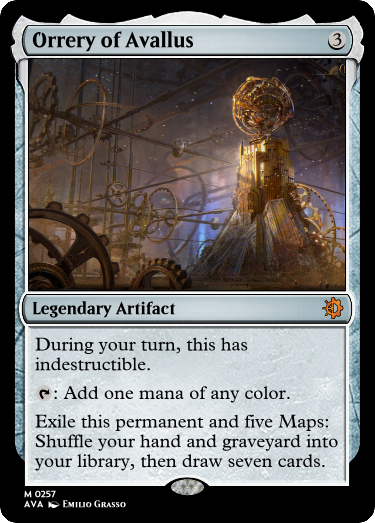 Orrery of Avallus 3
Legendary Artifact
During your turn, this has
indestructible.
: Add one mana of any color.
Exile this permanent and five Maps:
Shuffle your hand and graveyard into
your library, then draw seven cards.
M 0257
AVA Emilio Grasso